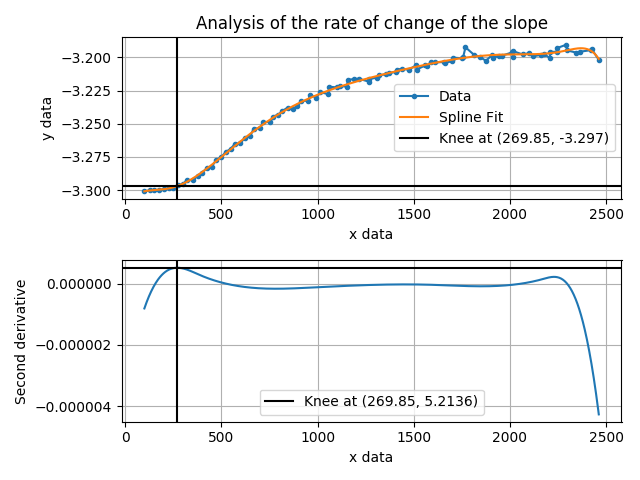 Analysis of the rate of change of the slope
y data
−3.200
−3.225
−3.250
−3.275
−3.300
Data
Spline Fit
Knee at (269.85, -3.297)
0 500 1000 1500 2000 2500
x data
Second derivative
0.000000
−0.000002
−0.000004
Knee at (269.85, 5.2136)
0 500 1000 1500 2000 2500
x data